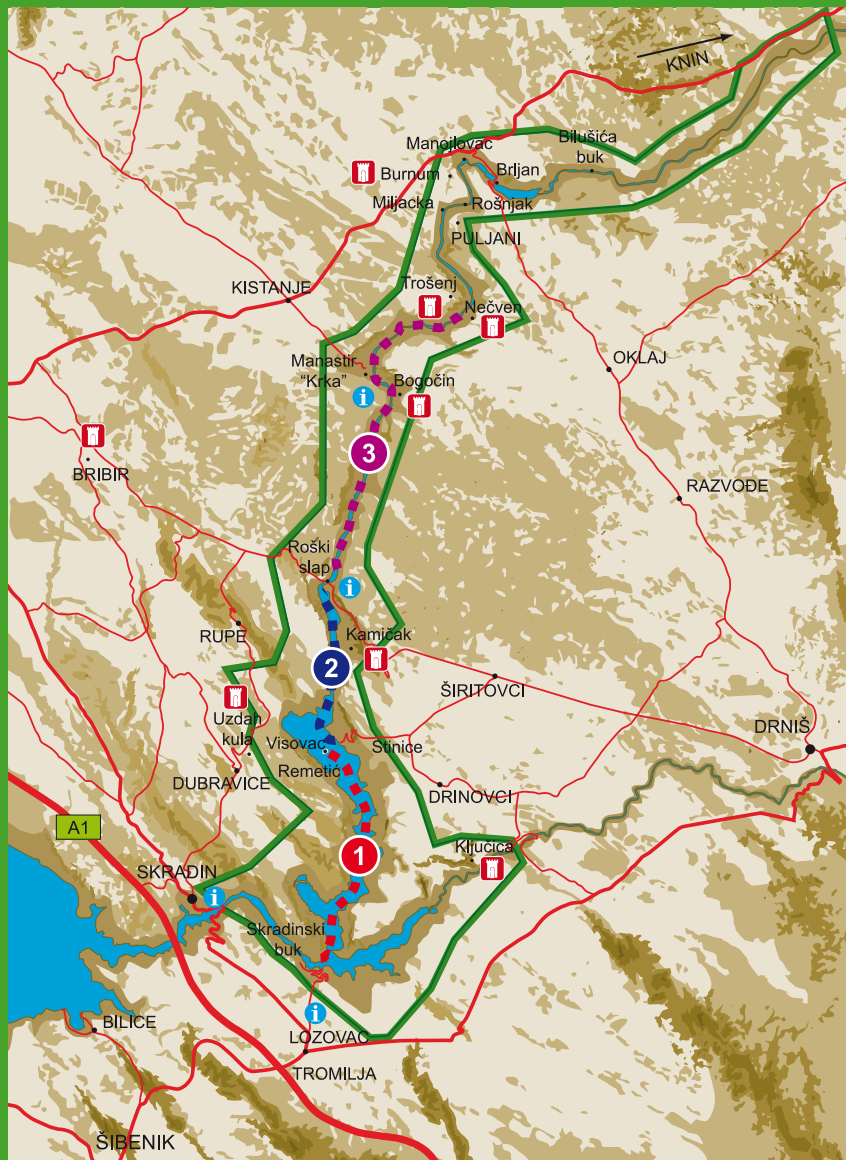 KNIN
Manojlovac
Bilušića
buk
Burnum
Brljan
Miljacka
Rošnjak
PULJANI
KISTANJE
Trošenj
Nečven
Manastir
"Krka"
Bogočin
OKLAJ
3
BRIBIR
RAZVOĐE
Roški
slap
i
i
RUPE
Kamičak
2
ŠIRITOVCI
Uzdah
kula
Visovac
Stinice
DRNIŠ
Remetić
DUBRAVICE
DRINOVCI
A1
1
Ključica
SKRADIN
i
Skradinski
buk
i
BILICE
LOZOVAC
TROMILJA
ŠIBENIK